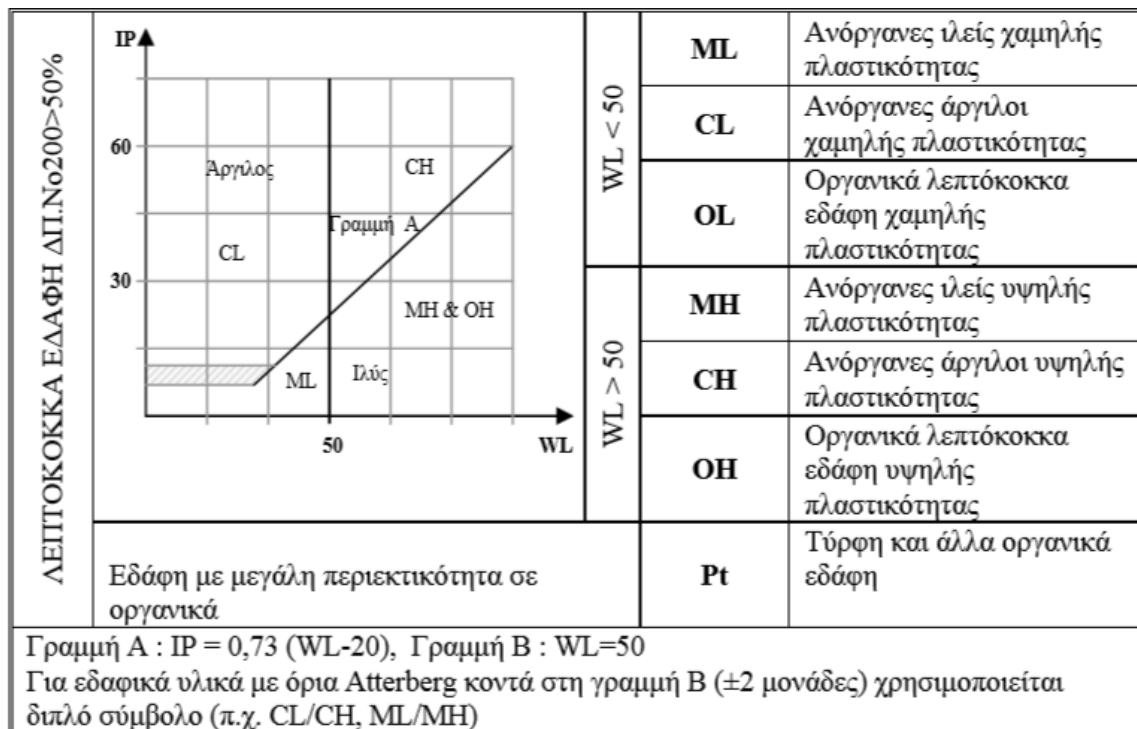 ΛΕΠΤΟΚΟΚΚΑ ΕΔΑΦΗ ΔΠ.Νο200>50%
IP
60
30
50
WL
Άργιλος
CH
Γραμμή Α
CL
MH & OH
ML
Ιλύς
WL < 50
ML
Ανόργανες ιλείς χαμηλής
πλαστικότητας
CL
Ανόργανες άργιλοι
χαμηλής πλαστικότητας
OL
Οργανικά λεπτόκοκκα
εδάφη χαμηλής
πλαστικότητας
WL > 50
MH
Ανόργανες ιλείς υψηλής
πλαστικότητας
CH
Ανόργανες άργιλοι υψηλής
πλαστικότητας
OH
Οργανικά λεπτόκοκκα
εδάφη υψηλής
πλαστικότητας
Εδάφη με μεγάλη περιεκτικότητα σε
οργανικά
Pt
Τύρφη και άλλα οργανικά
εδάφη
Γραμμή Α : IP = 0,73 (WL-20), Γραμμή Β : WL=50
Για εδαφικά υλικά με όρια Atterberg κοντά στη γραμμή Β (±2 μονάδες) χρησιμοποιείται
διπλό σύμβολο (π.χ. CL/CH, ML/MH)